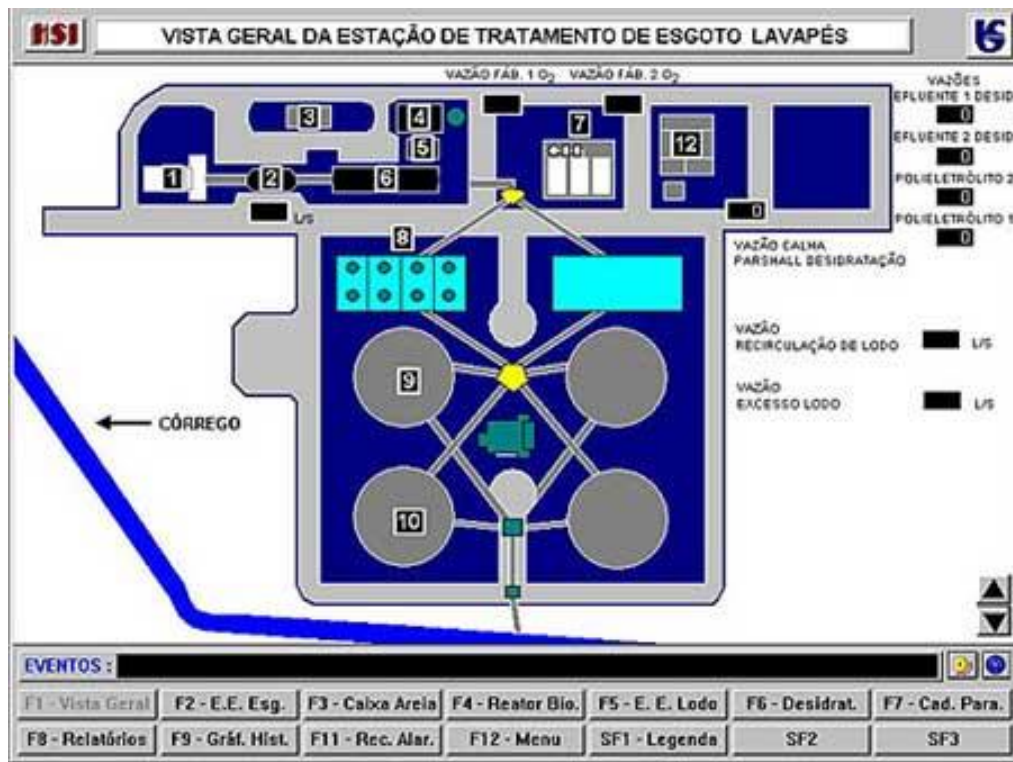 HSI
VISTA GERAL DA ESTAÇÃO DE TRATAMENTO DE ESGOTO LAVAPÉS
VAZÃO FÁB. 1 O2 VAZÃO FÁB. 2 O2
VAZÕES
EFLUENTE 1 DESID
0
EFLUENTE 2 DESID
0
POLIELETRÓLITO 2
0
POLIELETRÓLITO 1
0
1
2
3
4
5
6
7
12
L/S
0
VAZÃO CALHA
PARSHALL DESIDRATAÇÃO
8
VAZÃO
RECIRCULAÇÃO DE LODO L/S
9
VAZÃO
EXCESSO LODO L/S
CÓRREGO
10
EVENTOS :
F1 - Vista Geral F2 - E.E. Esg. F3 - Caixa Areia F4 - Reator Bio. F5 - E. E. Lodo F6 - Desidrat. F7 - Cad. Para.
F8 - Relatórios F9 - Gráf. Hist. F11 - Rec. Alar. F12 - Menu SF1 - Legenda SF2 SF3